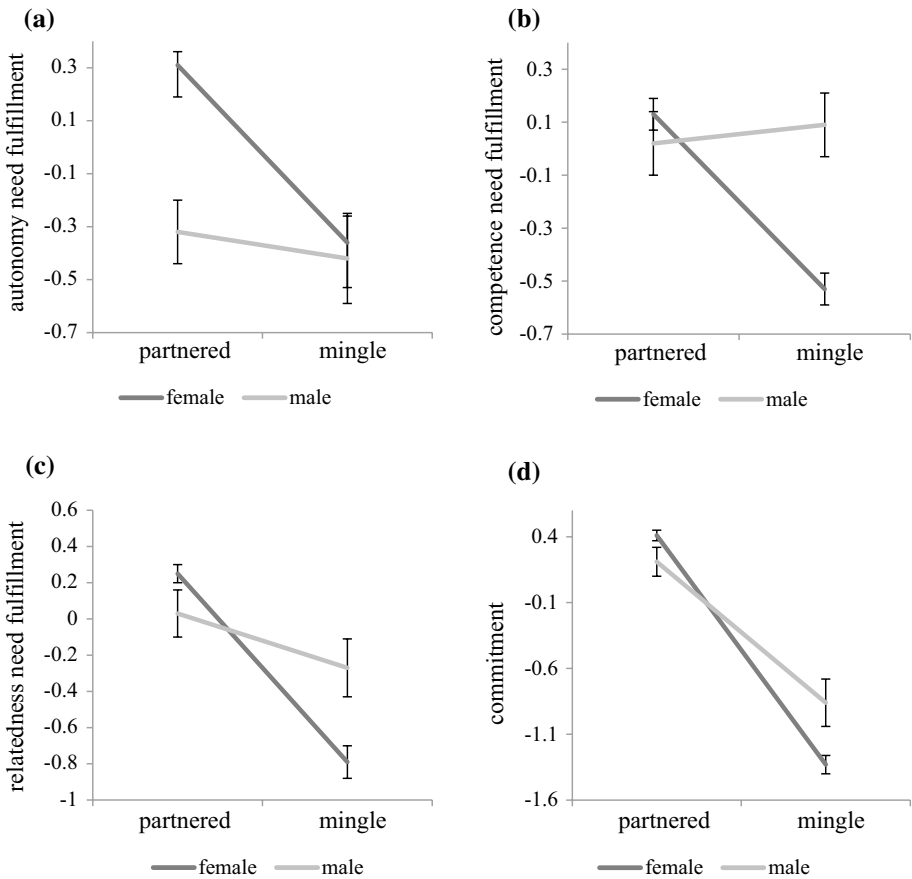 (a)
autonomy need fulfillment
0.3
0.1
-0.1
-0.3
-0.5
-0.7
partnered mingle
female male
(b)
competence need fulfillment
0.3
0.1
-0.1
-0.3
-0.5
-0.7
partnered mingle
female male
(c)
relatedness need fulfillment
0.6
0.4
0.2
0
-0.2
-0.4
-0.6
-0.8
-1
partnered mingle
female male
(d)
commitment
0.4
-0.1
-0.6
-1.1
-1.6
partnered mingle
female male